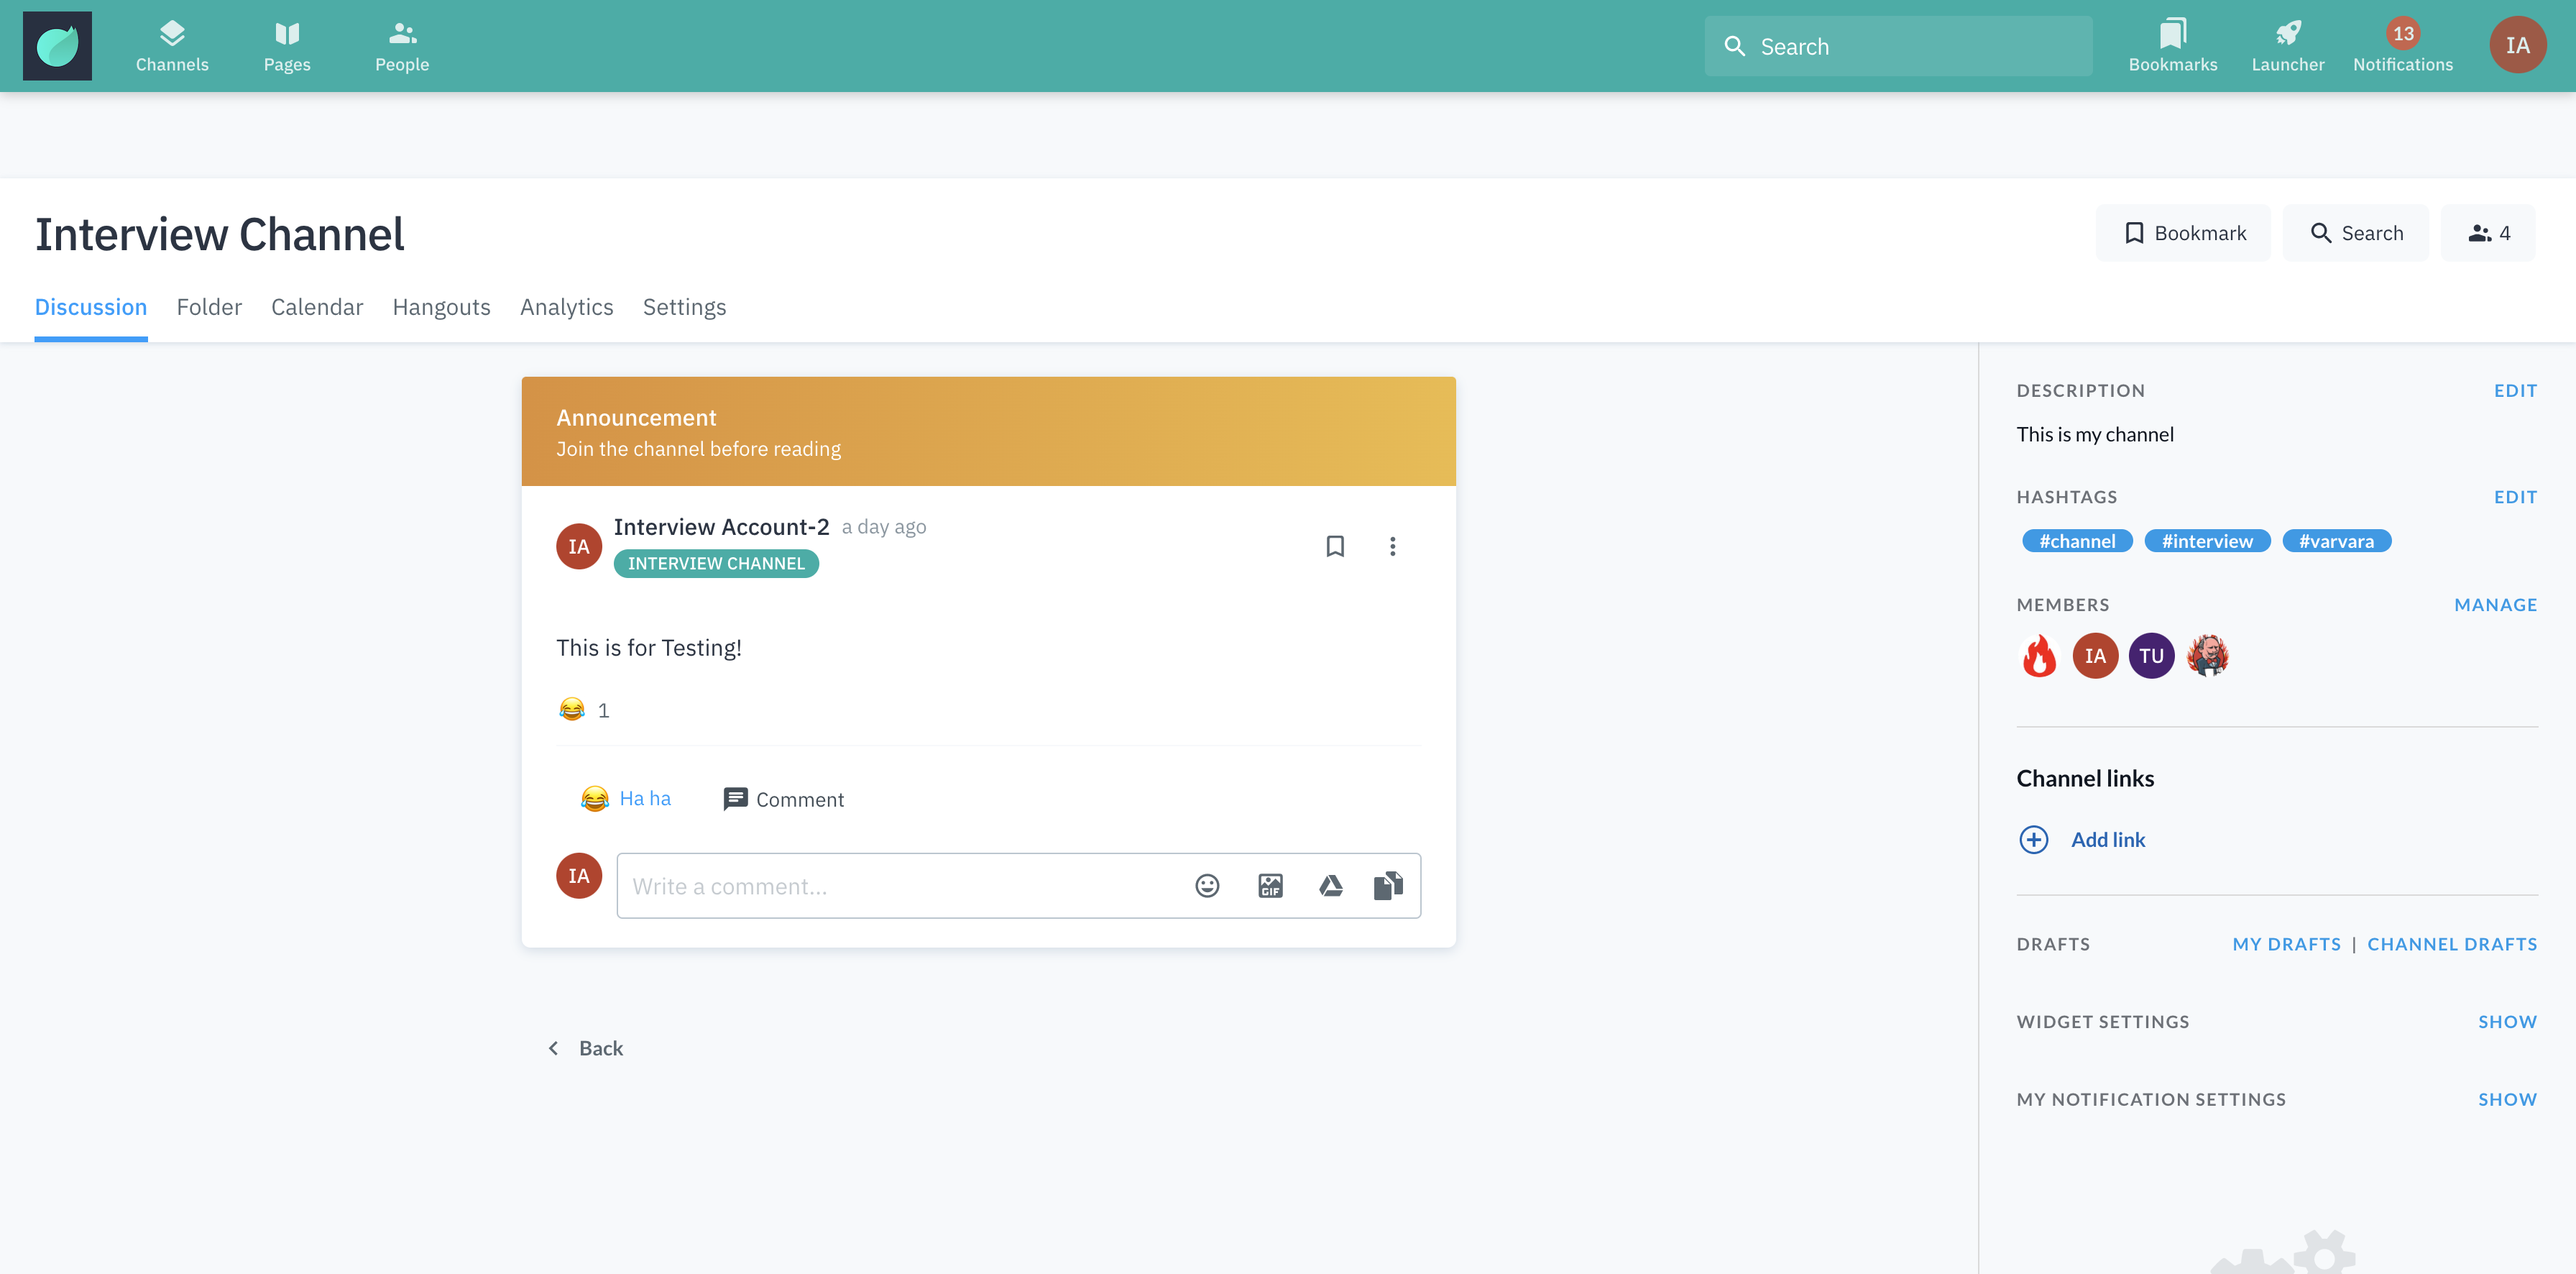 Channels
Pages
People
Search
Bookmarks
Launcher
13
Notifications
IA
Interview Channel
Bookmark
Search
4
Discussion
Folder
Calendar
Hangouts
Analytics
Settings
Announcement
Join the channel before reading
IA
Interview Account-2 a day ago
INTERVIEW CHANNEL
This is for Testing!
1
Ha ha
Comment
IA
Write a comment...
GIF
Back
DESCRIPTION EDIT
This is my channel
HASHTAGS EDIT
#channel #interview #varvara
MEMBERS MANAGE
IA TU
Channel links
Add link
DRAFTS MY DRAFTS | CHANNEL DRAFTS
WIDGET SETTINGS SHOW
MY NOTIFICATION SETTINGS SHOW